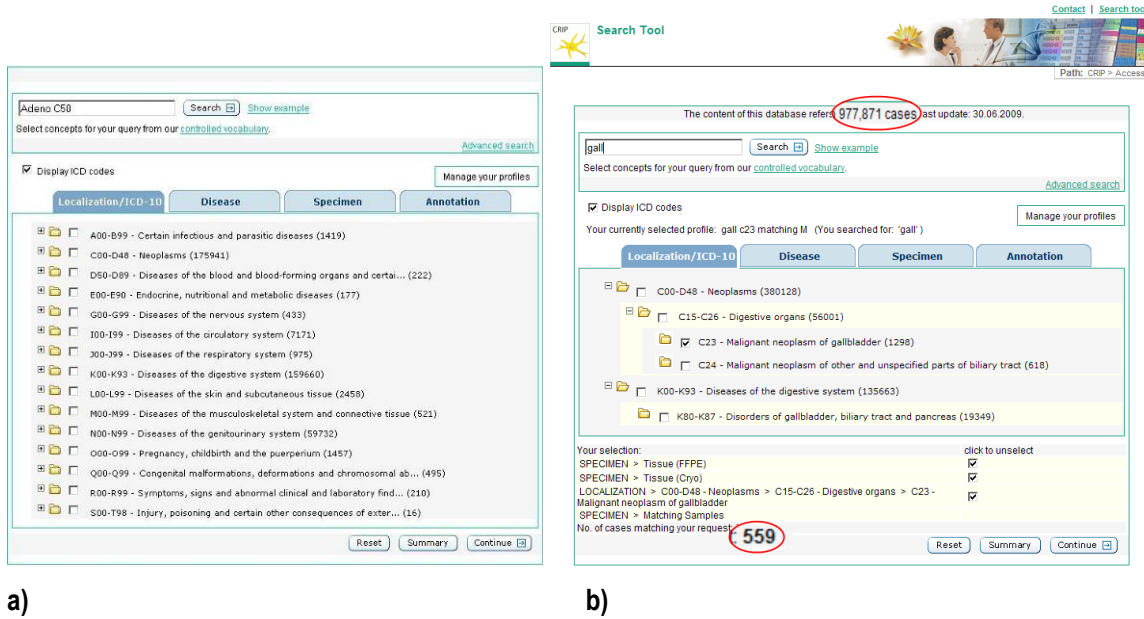 Contact | Search tool
CRIP
Search Tool
Path: CRIP > Access
Adeno C50
Search
Show example
Select concepts for your query from our controlled vocabulary.
Advanced search
Display ICD codes
Manage your profiles
Localization/ICD-10 Disease Specimen Annotation
A00-B99 - Certain infectious and parasitic diseases (1419)
C00-D48 - Neoplasms (175941)
D50-D89 - Diseases of the blood and blood-forming organs and certai... (222)
E00-E90 - Endocrine, nutritional and metabolic diseases (177)
G00-G99 - Diseases of the nervous system (433)
I00-I99 - Diseases of the circulatory system (7171)
J00-J99 - Diseases of the respiratory system (975)
K00-K93 - Diseases of the digestive system (159660)
L00-L99 - Diseases of the skin and subcutaneous tissue (2458)
M00-M99 - Diseases of the musculoskeletal system and connective tissue (521)
N00-N99 - Diseases of the genitourinary system (59732)
O00-O99 - Pregnancy, childbirth and the puerperium (1457)
Q00-Q99 - Congenital malformations, deformations and chromosomal ab... (495)
R00-R99 - Symptoms, signs and abnormal clinical and laboratory find... (210)
S00-T98 - Injury, poisoning and certain other consequences of exter... (16)
Reset Summary Continue
a)
The content of this database refers 977,871 cases last update: 30.06.2009.
gall
Search
Show example
Select concepts for your query from our controlled vocabulary.
Advanced search
Display ICD codes
Manage your profiles
Your currently selected profile: gall c23 matching M (You searched for: 'gall' )
Localization/ICD-10 Disease Specimen Annotation
C00-D48 - Neoplasms (380128)
C15-C26 - Digestive organs (56001)
C23 - Malignant neoplasm of gallbladder (1298)
C24 - Malignant neoplasm of other and unspecified parts of biliary tract (618)
K00-K93 - Diseases of the digestive system (135663)
K80-K87 - Disorders of gallbladder, biliary tract and pancreas (19349)
Your selection: click to unselect
SPECIMEN > Tissue (FFPE)
SPECIMEN > Tissue (Cryo)
LOCALIZATION > C00-D48 - Neoplasms > C15-C26 - Digestive organs > C23 -
Malignant neoplasm of gallbladder
SPECIMEN > Matching Samples
No. of cases matching your request: 559
Reset Summary Continue
b)